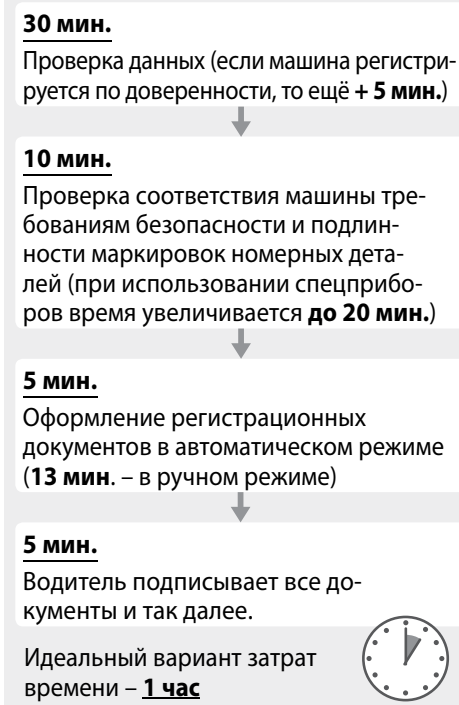 30 мин.
Проверка данных (если машина регистри-
руется по доверенности, то ещё + 5 мин.)
10 мин.
Проверка соответствия машины тре-
бованиям безопасности и подлин-
ности маркировок номерных дета-
лей (при использовании спецприбо-
ров время увеличивается до 20 мин.)
5 мин.
Оформление регистрационных
документов в автоматическом режиме
(13 мин. – в ручном режиме)
5 мин.
Водитель подписывает все до-
кументы и так далее.
Идеальный вариант затрат
времени – 1 час